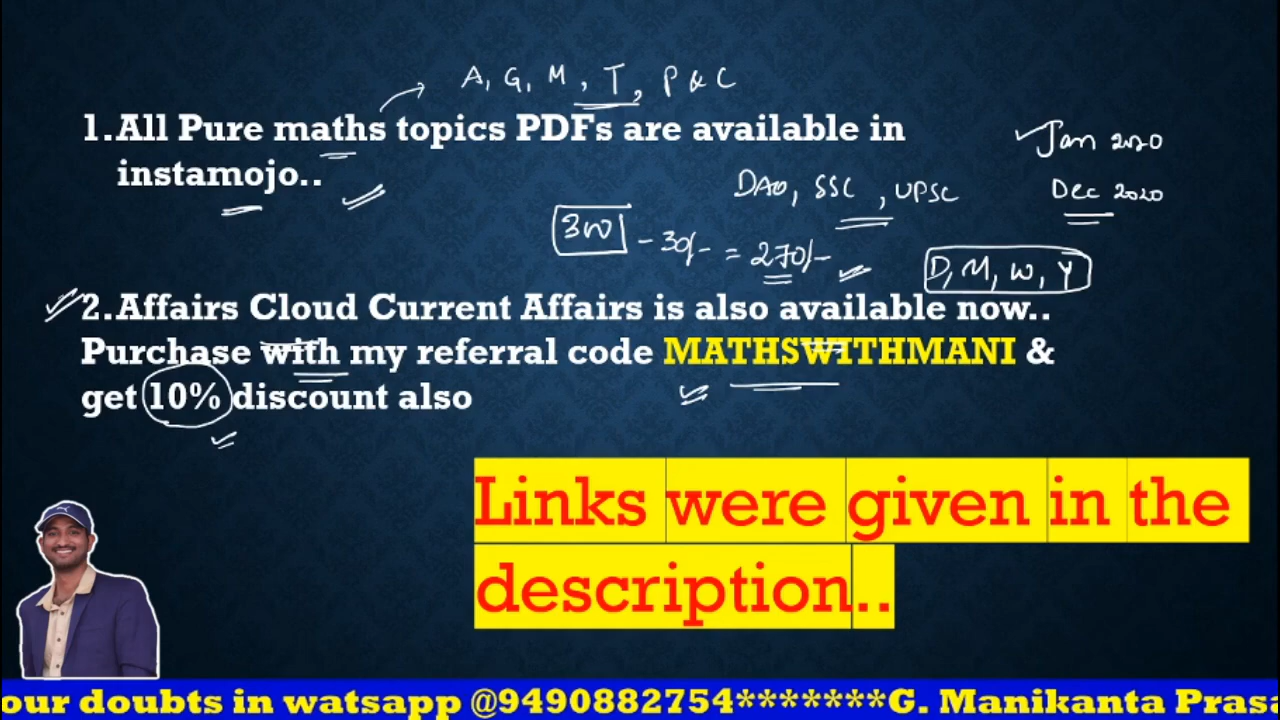 A, G, M, T, P & C
1.All Pure maths topics PDFs are available in
instamojo..
Jan 2020
Dec 2020
DAO, SSC, UPSC
300 - 30/- = 270/-
D, M, W, Y
2.Affairs Cloud Current Affairs is also available now..
Purchase with my referral code MATHSWITHMANI &
get 10% discount also
Links were given in the
description..
our doubts in watsapp @9490882754*******G. Manikanta Prasa